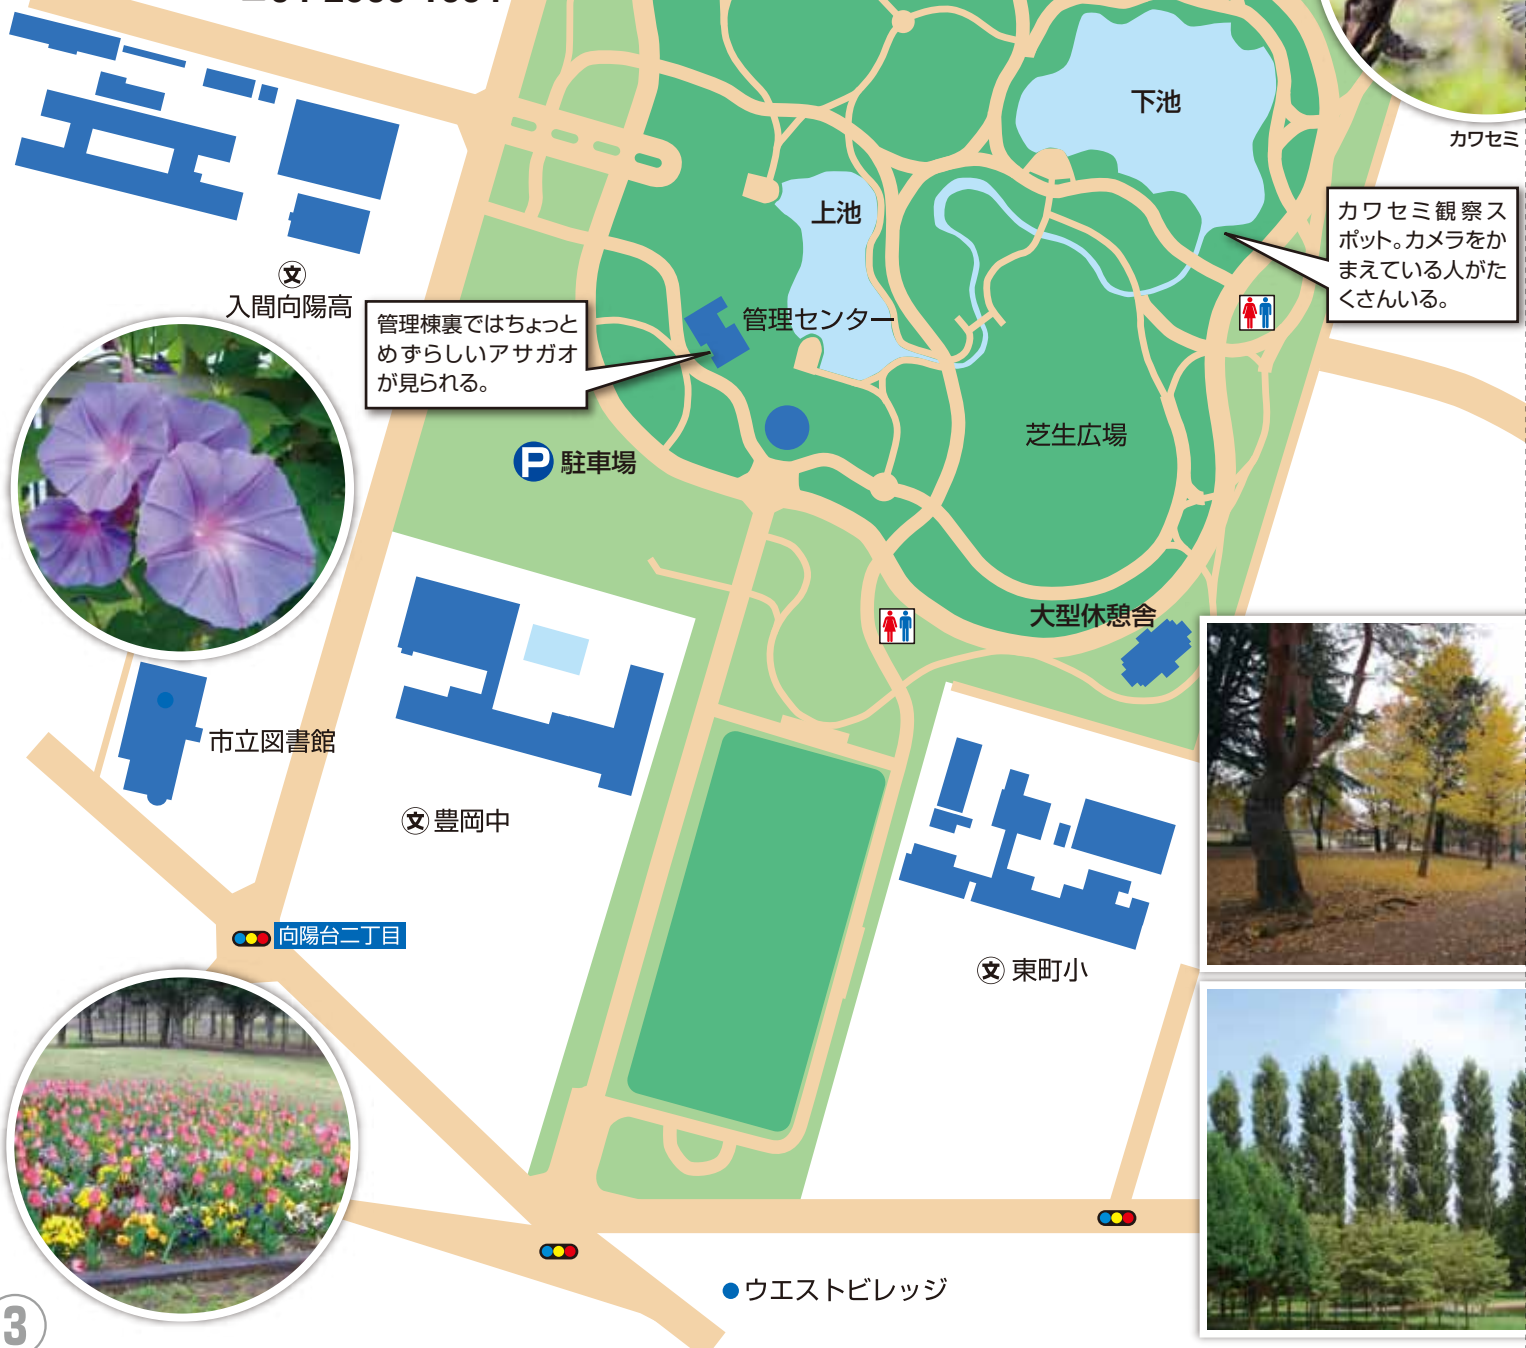 下池
カワセミ
カワセミ観察ス
ポット。カメラをか
まえている人がた
くさんいる。
上池
文
入間向陽高
管理棟裏ではちょっと
めずらしいアサガオ
が見られる。
管理センター
芝生広場
P 駐車場
大型休憩舎
市立図書館
文 豊岡中
向陽台二丁目
文 東町小
ウエストビレッジ
3